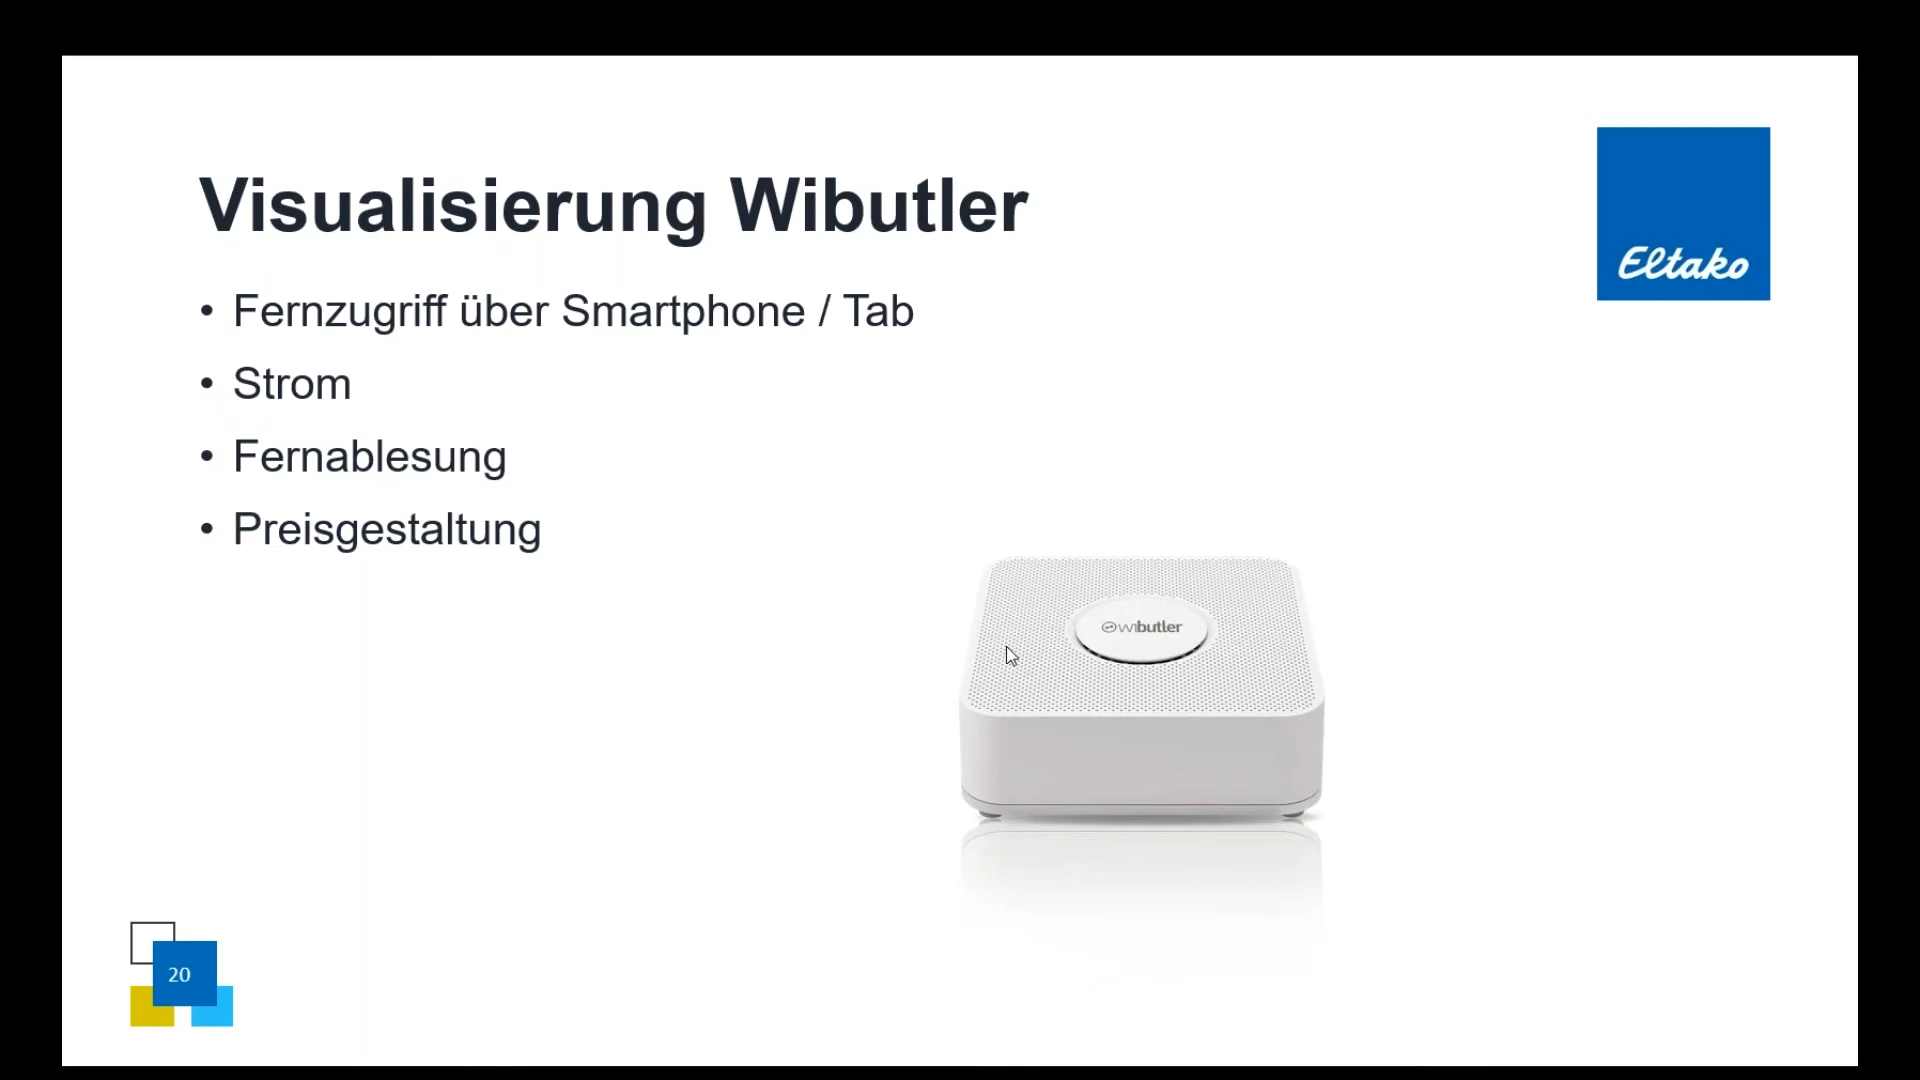 Visualisierung Wibutler
Eltako
• Fernzugriff über Smartphone / Tab
• Strom
• Fernablesung
• Preisgestaltung
wibutler
20